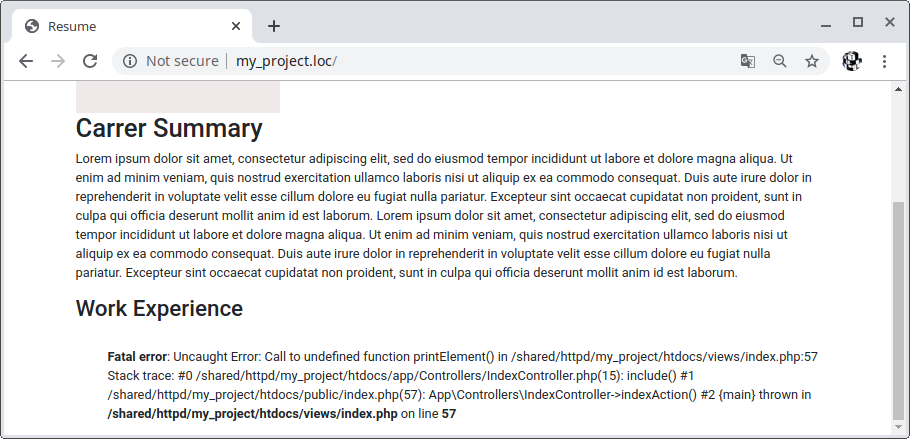 Resume
Not secure
my_project.loc/
Carrer Summary
Lorem ipsum dolor sit amet, consectetur adipiscing elit, sed do eiusmod tempor incididunt ut labore et dolore magna aliqua. Ut
enim ad minim veniam, quis nostrud exercitation ullamco laboris nisi ut aliquip ex ea commodo consequat. Duis aute irure dolor in
reprehenderit in voluptate velit esse cillum dolore eu fugiat nulla pariatur. Excepteur sint occaecat cupidatat non proident, sunt in
culpa qui officia deserunt mollit anim id est laborum. Lorem ipsum dolor sit amet, consectetur adipiscing elit, sed do eiusmod
tempor incididunt ut labore et dolore magna aliqua. Ut enim ad minim veniam, quis nostrud exercitation ullamco laboris nisi ut
aliquip ex ea commodo consequat. Duis aute irure dolor in reprehenderit in voluptate velit esse cillum dolore eu fugiat nulla
pariatur. Excepteur sint occaecat cupidatat non proident, sunt in culpa qui officia deserunt mollit anim id est laborum.
Work Experience
Fatal error: Uncaught Error: Call to undefined function printElement() in /shared/httpd/my_project/htdocs/views/index.php:57
Stack trace: #0 /shared/httpd/my_project/htdocs/app/Controllers/IndexController.php(15): include() #1
/shared/httpd/my_project/htdocs/public/index.php(57): App\Controllers\IndexController->indexAction() #2 {main} thrown in
/shared/httpd/my_project/htdocs/views/index.php on line 57